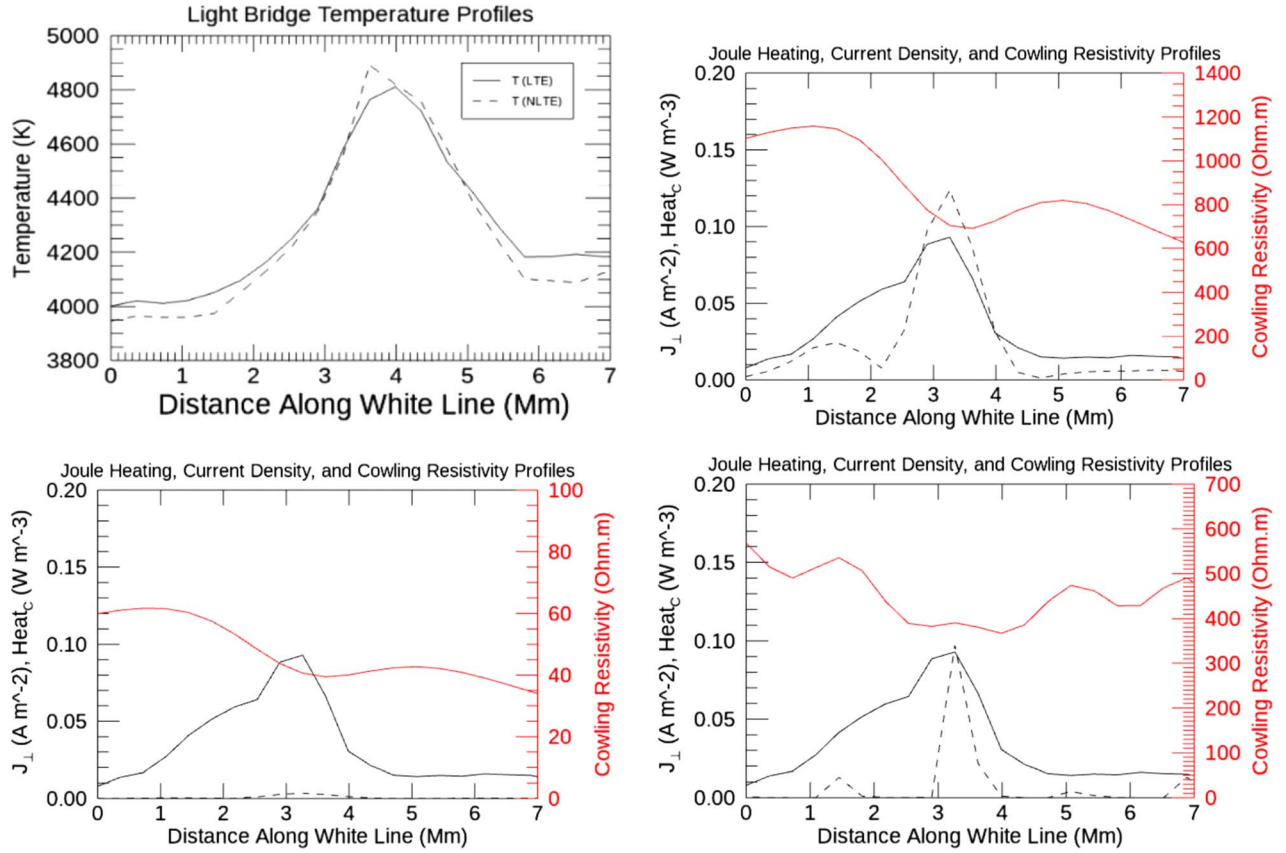 Light Bridge Temperature Profiles
5000
4800
4600
4400
4200
4000
3800
Temperature (K)
T (LTE)
T (NLTE)
0 1 2 3 4 5 6 7
Distance Along White Line (Mm)
Joule Heating, Current Density, and Cowling Resistivity Profiles
0.20
0.15
0.10
0.05
0.00
J⊥ (A m^-2), Heat_C (W m^-3)
1400
1200
1000
800
600
400
200
0
Cowling Resistivity (Ohm.m)
0 1 2 3 4 5 6 7
Distance Along White Line (Mm)
Joule Heating, Current Density, and Cowling Resistivity Profiles
0.20
0.15
0.10
0.05
0.00
J⊥ (A m^-2), Heat_C (W m^-3)
100
80
60
40
20
0
Cowling Resistivity (Ohm.m)
0 1 2 3 4 5 6 7
Distance Along White Line (Mm)
Joule Heating, Current Density, and Cowling Resistivity Profiles
0.20
0.15
0.10
0.05
0.00
J⊥ (A m^-2), Heat_C (W m^-3)
700
600
500
400
300
200
100
0
Cowling Resistivity (Ohm.m)
0 1 2 3 4 5 6 7
Distance Along White Line (Mm)